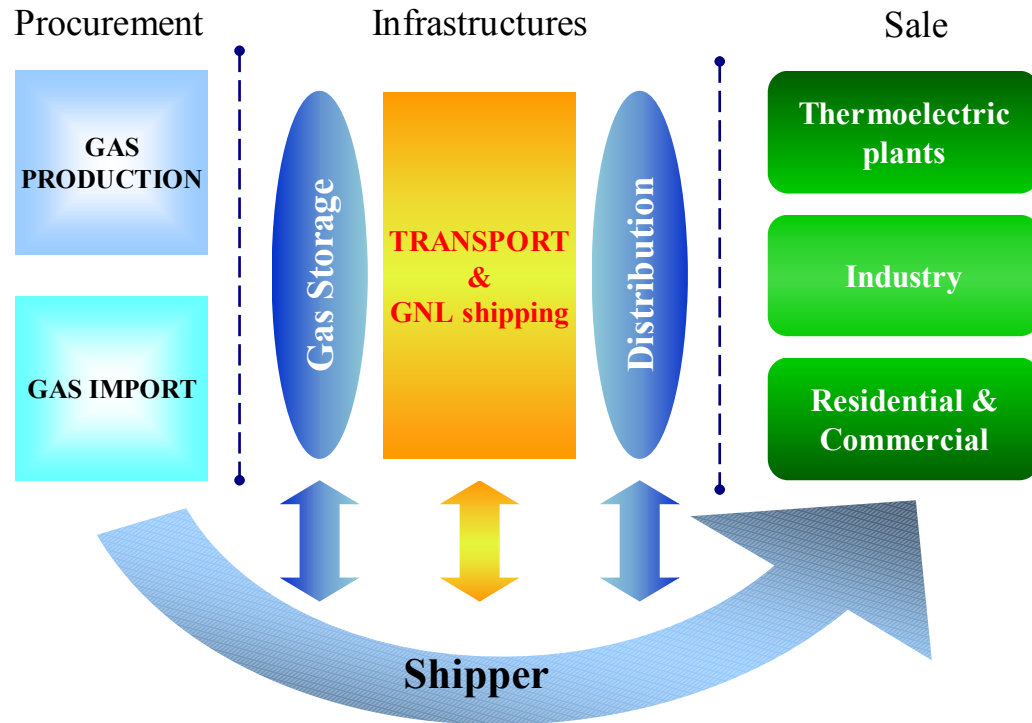 Procurement
Infrastructures
Sale
GAS
PRODUCTION
GAS IMPORT
Gas Storage
TRANSPORT
&
GNL shipping
Distribution
Thermoelectric
plants
Industry
Residential &
Commercial
Shipper